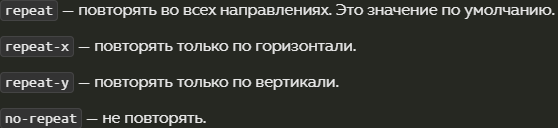 repeat — повторять во всех направлениях. Это значение по умолчанию.
repeat-x — повторять только по горизонтали.
repeat-y — повторять только по вертикали.
no-repeat — не повторять.